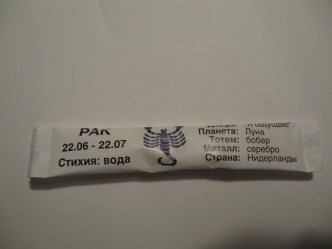 РАК
22.06 - 22.07
Стихия: вода
"Я ощущаю"
Планета: Луна
Тотем: бобер
Металл: серебро
Страна: Нидерланды